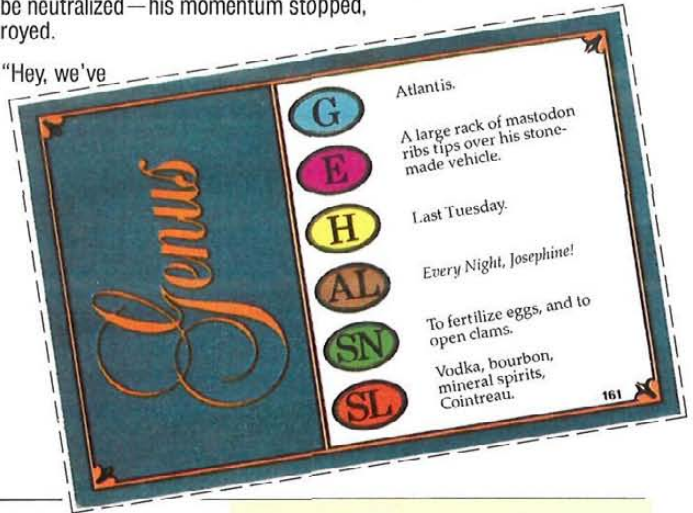 be neutralized—his momentum stopped,
royed.
"Hey, we've
Genus
G
Atlantis.
E
A large rack of mastodon
ribs tips over his stone-
made vehicle.
H
Last Tuesday.
AL
Every Night, Josephine!
SN
To fertilize eggs, and to
open clams.
SL
Vodka, bourbon,
mineral spirits,
Cointreau.
161